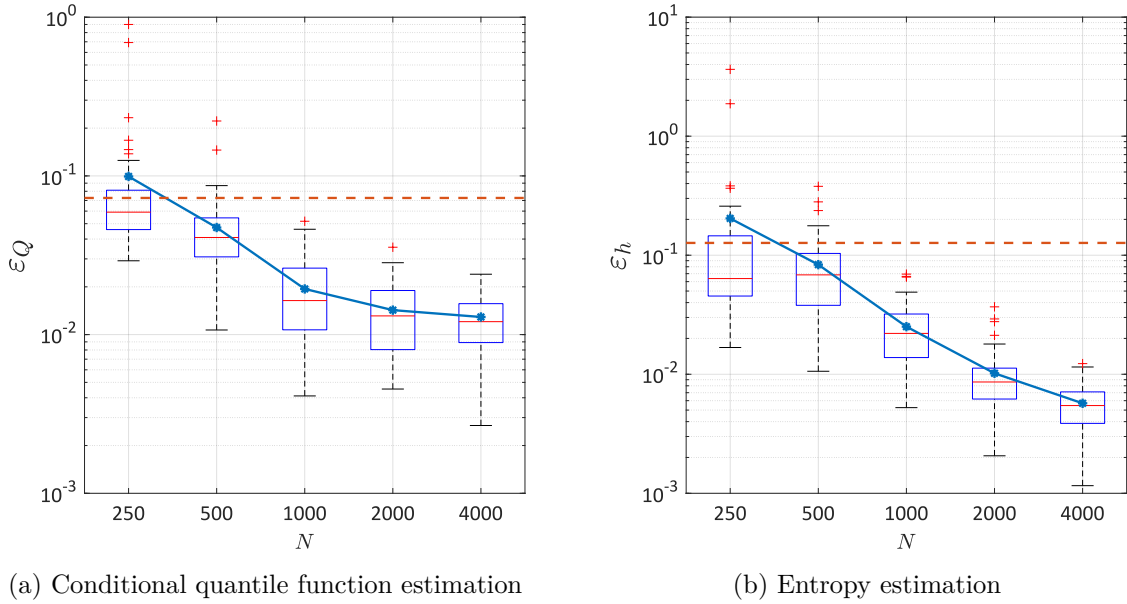 10^0
10^-1
10^-2
10^-3
ε_Q
250 500 1000 2000 4000
N
(a) Conditional quantile function estimation
10^1
10^0
10^-1
10^-2
10^-3
ε_h
250 500 1000 2000 4000
N
(b) Entropy estimation